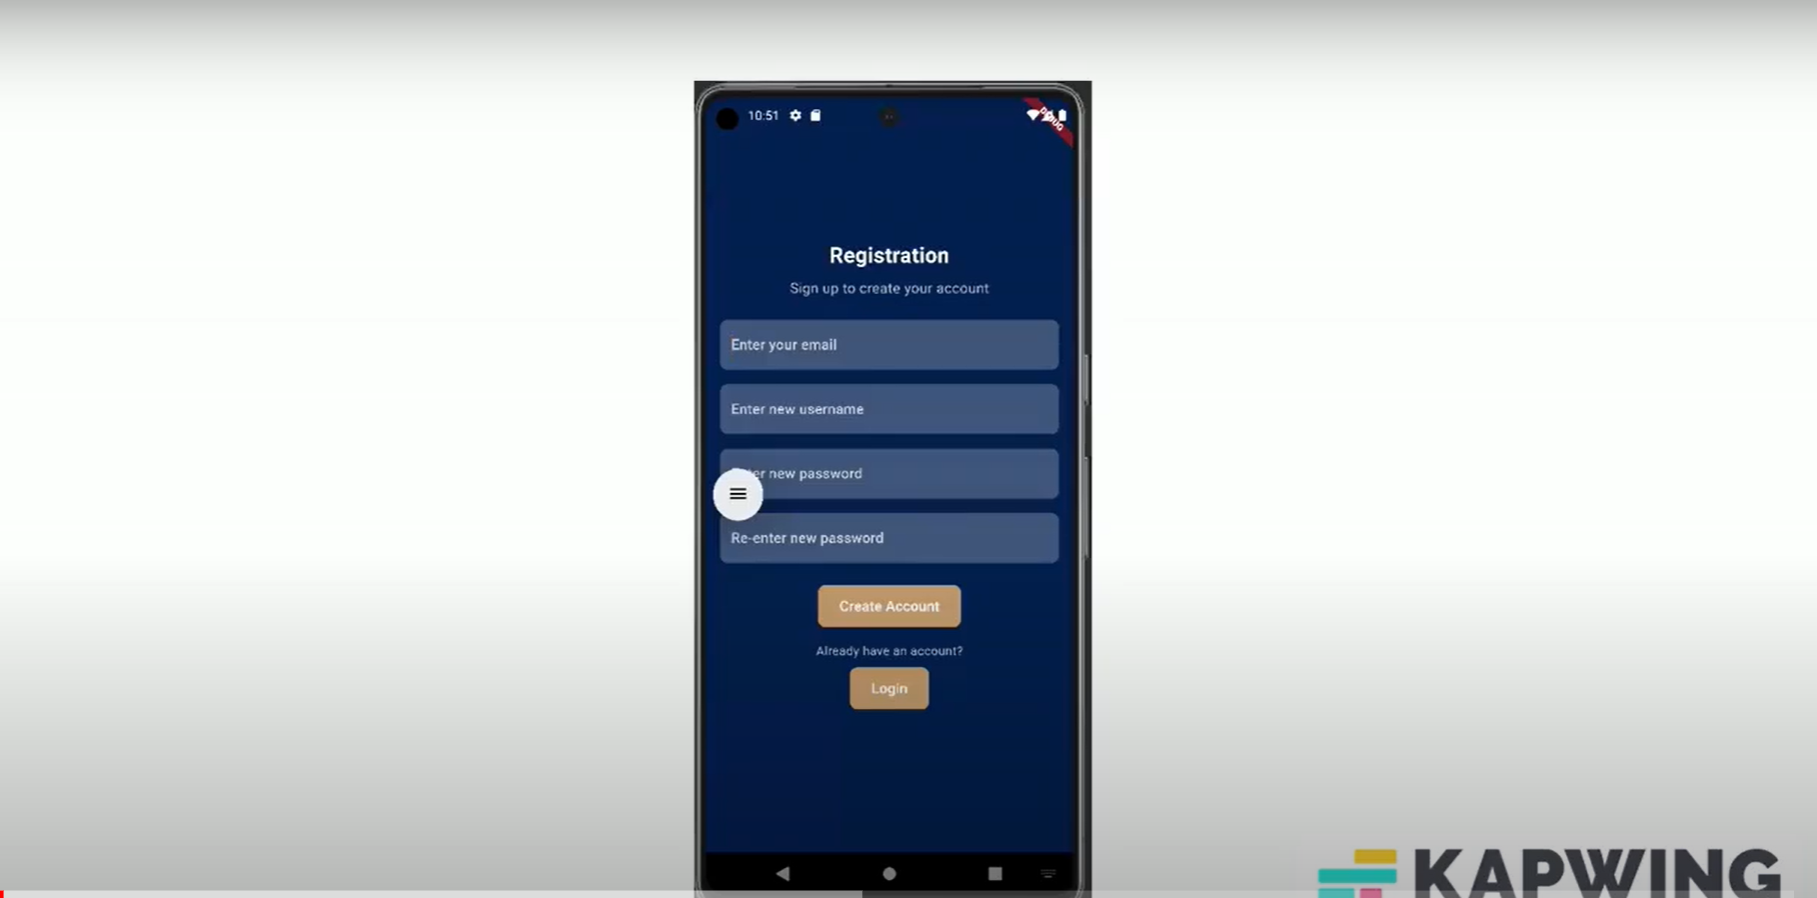 10:51
DEBUG
Registration
Sign up to create your account
Enter your email
Enter new username
ter new password
Re-enter new password
Create Account
Already have an account?
Login
KAPWING